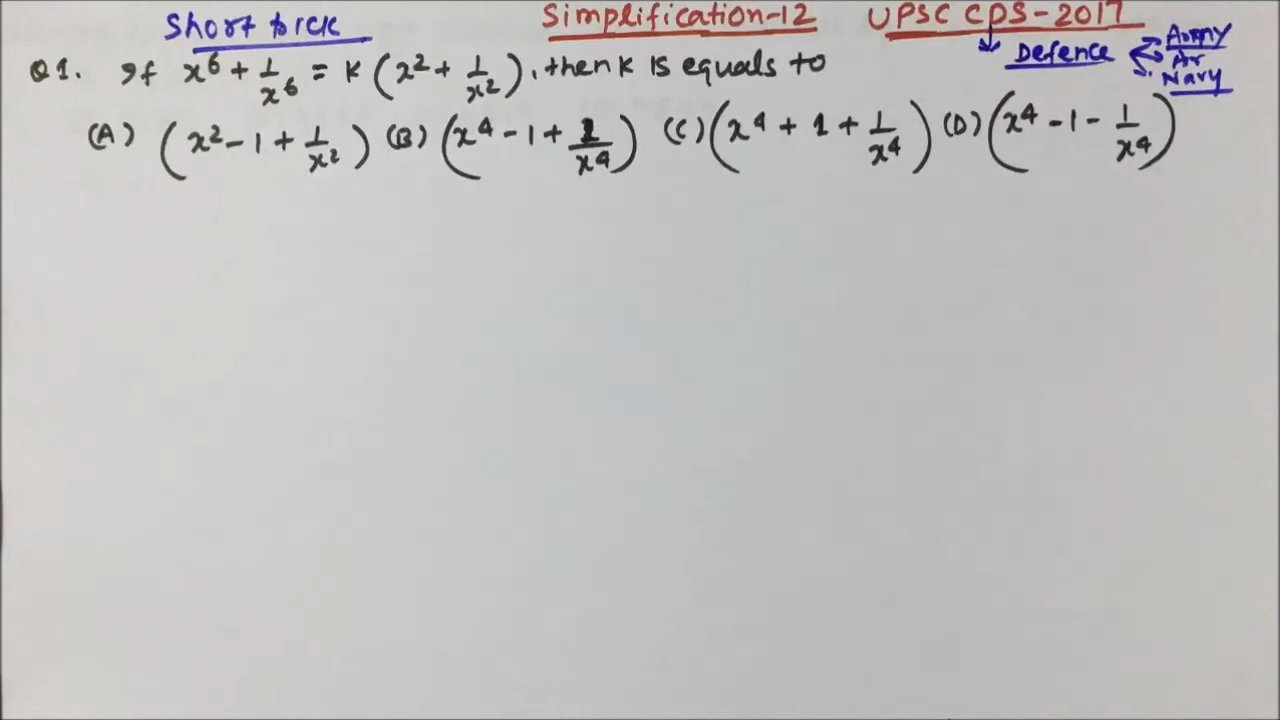 Short trick Simplification-12 UPSC CDS-2017
Defence Army
Air
Navy
Q1. If x⁶ + 1/x⁶ = K (x² + 1/x²), then K is equals to
(A) (x² - 1 + 1/x²) (B) (x⁴ - 1 + 1/x⁴) (C) (x⁴ + 1 + 1/x⁴) (D) (x⁴ - 1 - 1/x⁴)